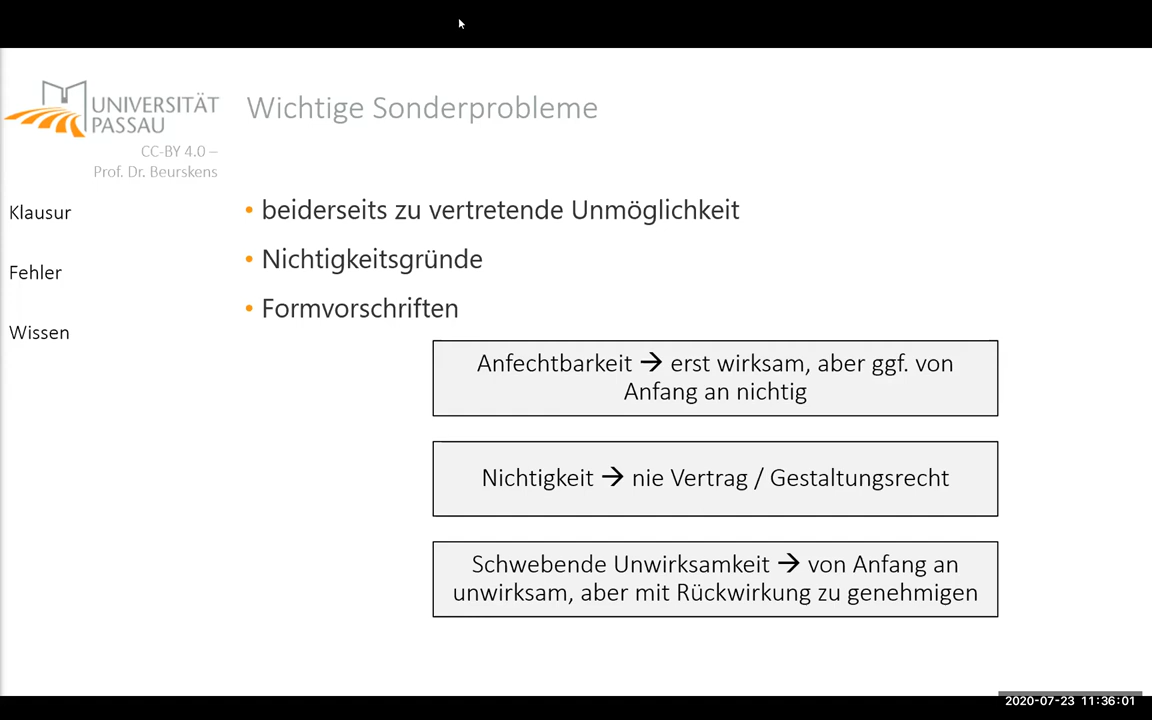 UNIVERSITÄT
PASSAU
CC-BY 4.0 –
Prof. Dr. Beurskens
Klausur
Fehler
Wissen
Wichtige Sonderprobleme
• beiderseits zu vertretende Unmöglichkeit
• Nichtigkeitsgründe
• Formvorschriften
Anfechtbarkeit → erst wirksam, aber ggf. von
Anfang an nichtig
Nichtigkeit → nie Vertrag / Gestaltungsrecht
Schwebende Unwirksamkeit → von Anfang an
unwirksam, aber mit Rückwirkung zu genehmigen
2020-07-23 11:36:01